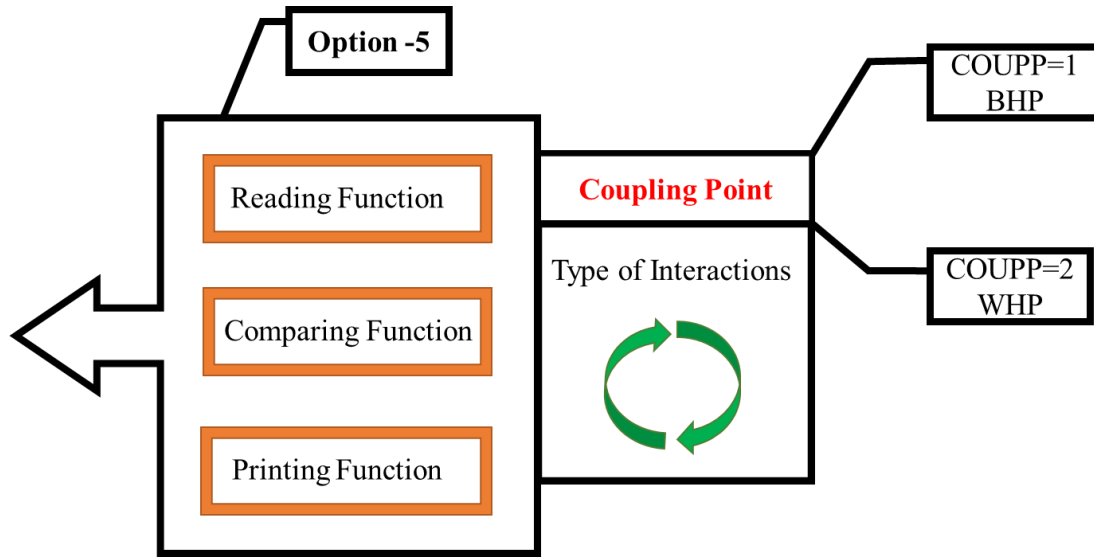 Option -5
Reading Function
Comparing Function
Printing Function
Coupling Point
Type of Interactions
COUPP=1
BHP
COUPP=2
WHP